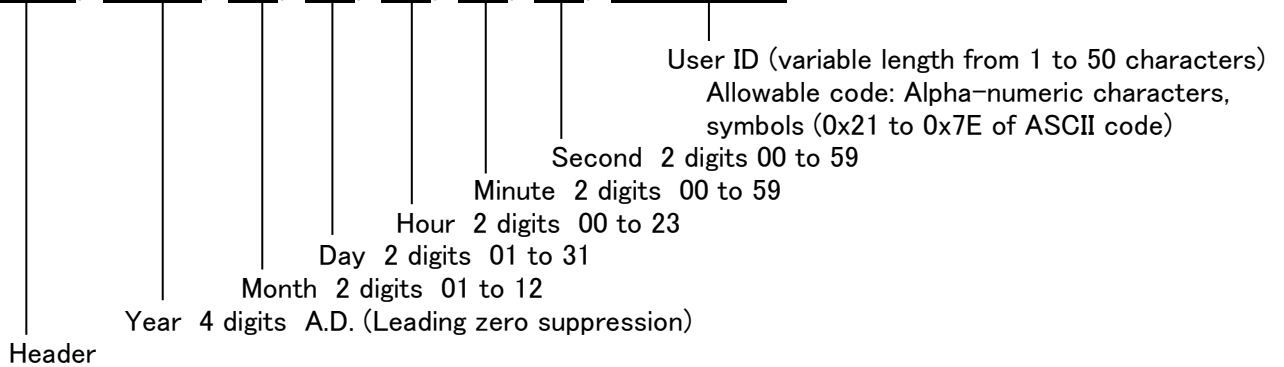 User ID (variable length from 1 to 50 characters)
Allowable code: Alpha-numeric characters,
symbols (0x21 to 0x7E of ASCII code)
Second 2 digits 00 to 59
Minute 2 digits 00 to 59
Hour 2 digits 00 to 23
Day 2 digits 01 to 31
Month 2 digits 01 to 12
Year 4 digits A.D. (Leading zero suppression)
Header